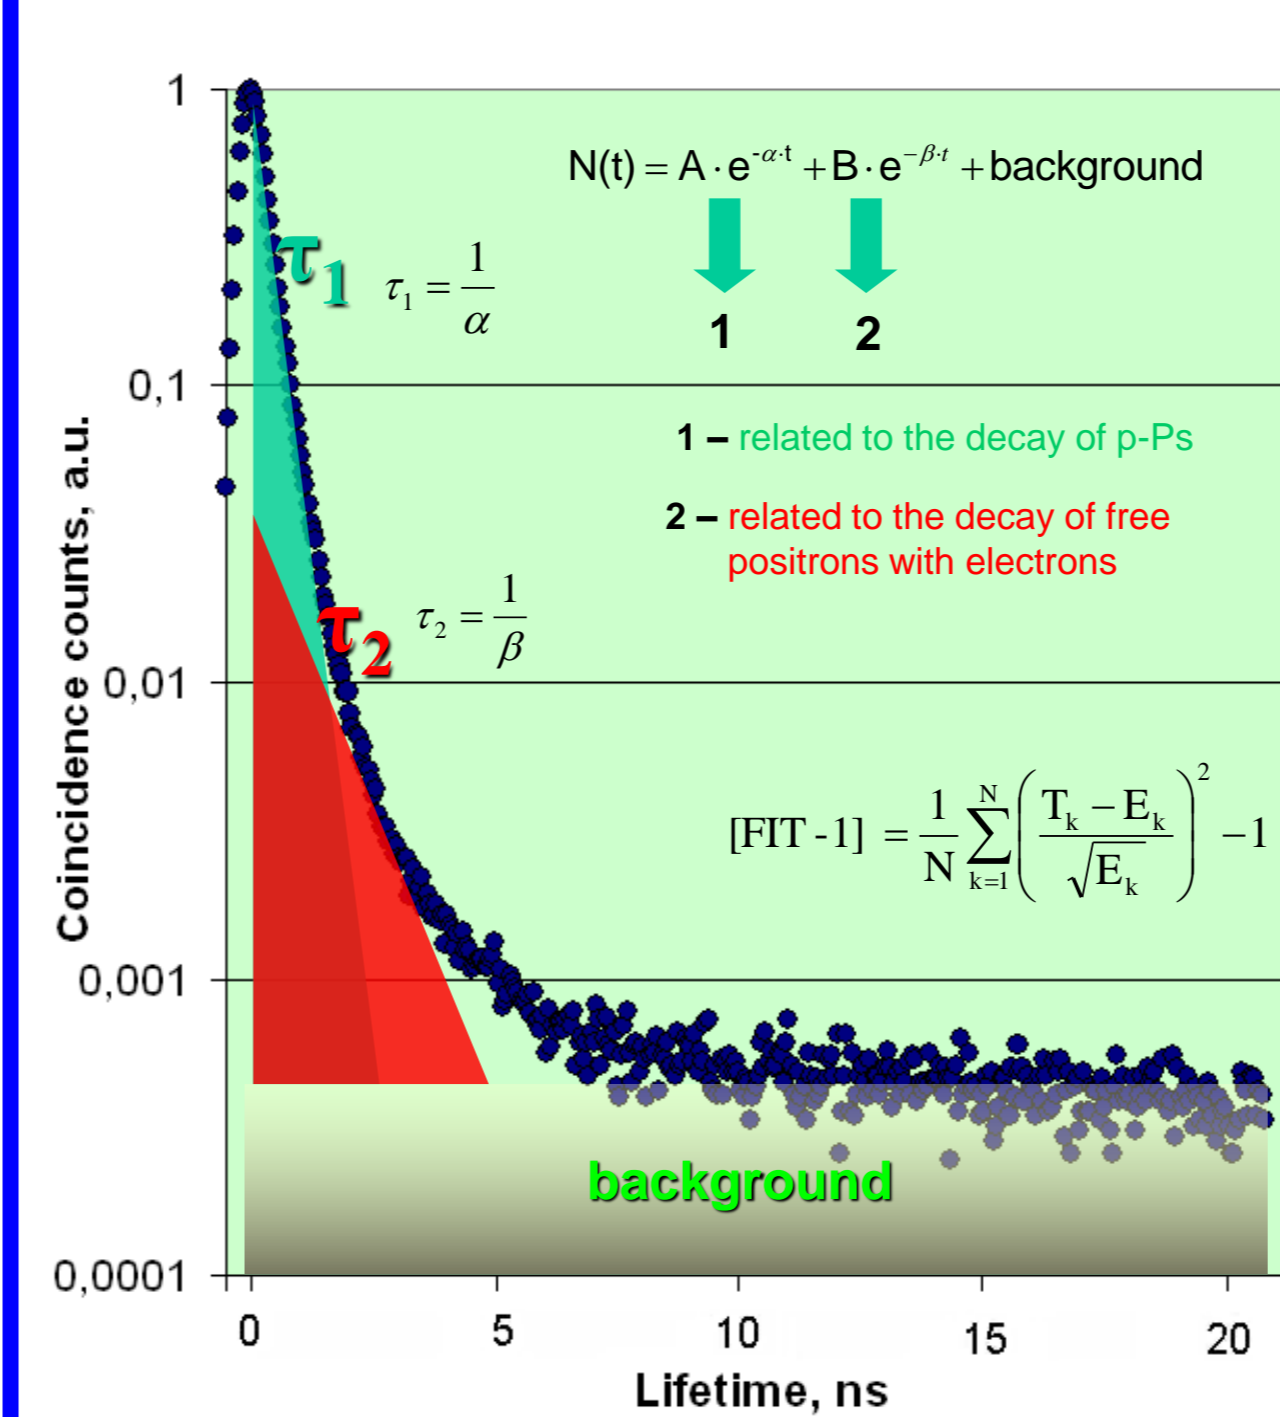 1
N(t) = A · e^{-α·t} + B · e^{−β·t} + background
τ1
τ₁ = 1/α
1 2
0,1
1 – related to the decay of p-Ps
2 – related to the decay of free
positrons with electrons
τ2
τ₂ = 1/β
0,01
[FIT - 1] = 1/N ∑_{k=1}^{N} ( (T_k − E_k) / √E_k )² − 1
0,001
background
0,0001
0 5 10 15 20
Lifetime, ns
Coincidence counts, a.u.